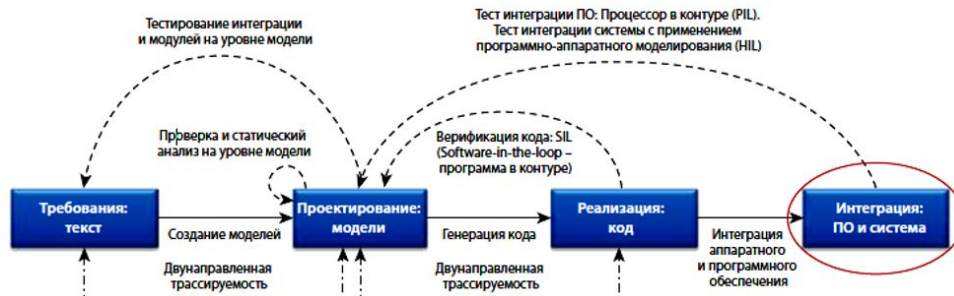 Тестирование интеграции
и модулей на уровне модели
Тест интеграции ПО: Процессор в контуре (PIL).
Тест интеграции системы с применением
программно-аппаратного моделирования (HIL)
Проверка и статический
анализ на уровне модели
Верификация кода: SIL
(Software-in-the-loop –
программа в контуре)
Требования:
текст
Создание моделей
Проектирование:
модели
Генерация кода
Реализация:
код
Интеграция
аппаратного
и программного
обеспечения
Интеграция:
ПО и система
Двунаправленная
трассируемость
Двунаправленная
трассируемость